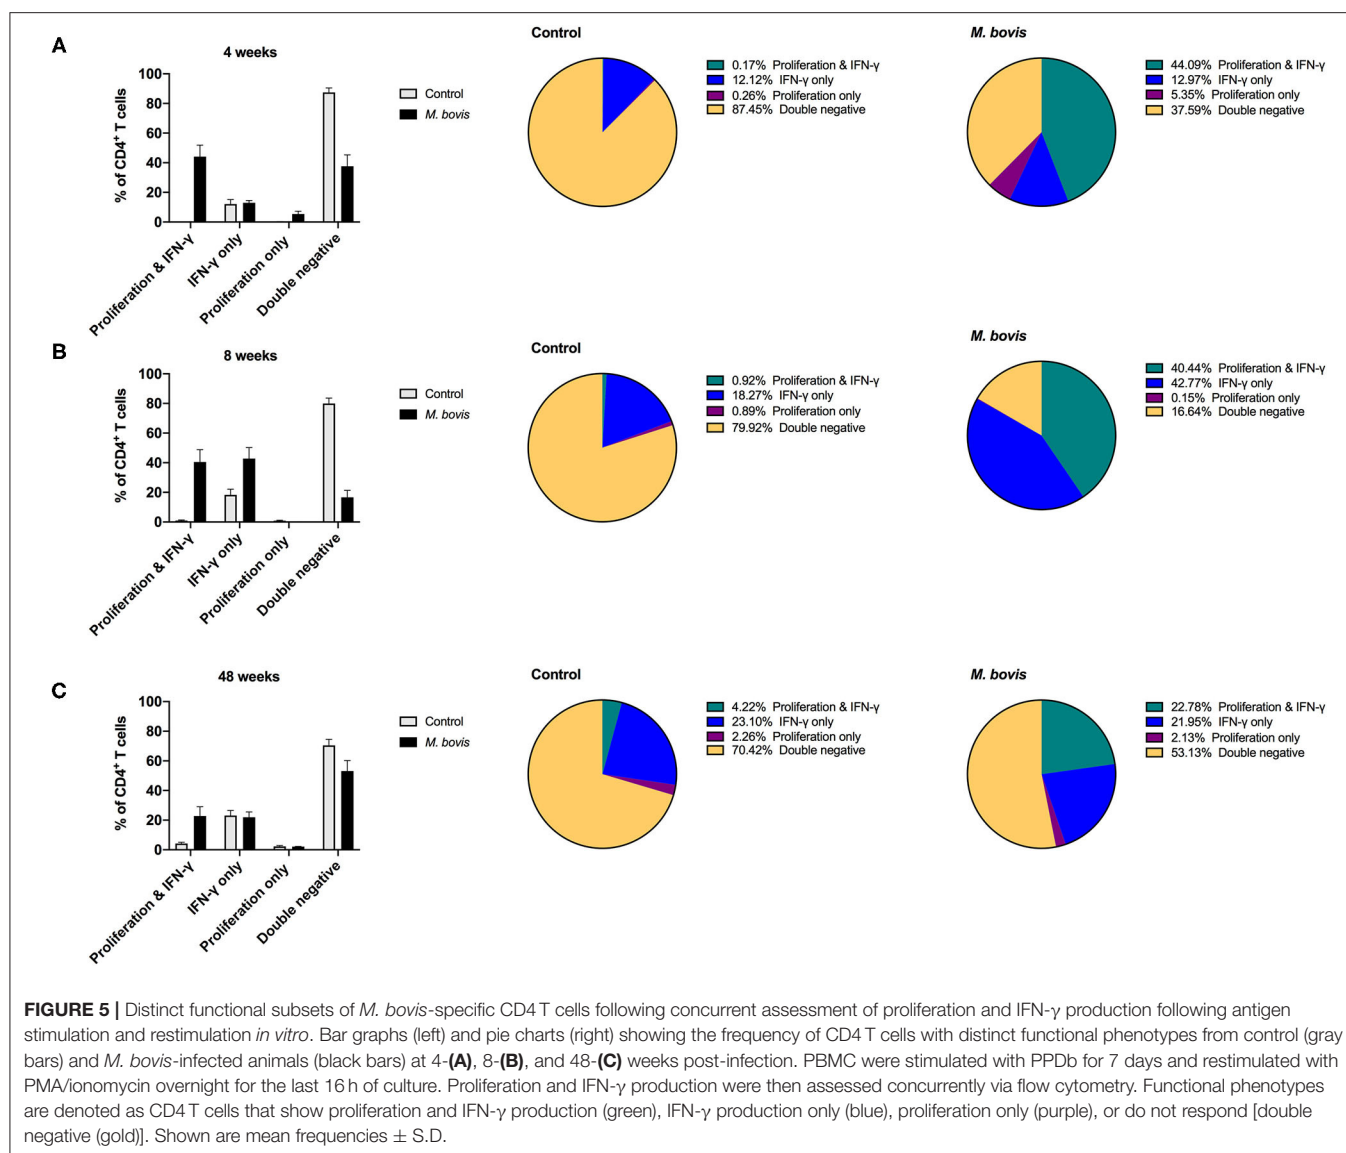 A
4 weeks
% of CD4+ T cells
100
80
60
40
20
0
Proliferation & IFN-γ
IFN-γ only
Proliferation only
Double negative
Control
M. bovis
Control
0.17% Proliferation & IFN-γ
12.12% IFN-γ only
0.26% Proliferation only
87.45% Double negative
M. bovis
44.09% Proliferation & IFN-γ
12.97% IFN-γ only
5.35% Proliferation only
37.59% Double negative
B
8 weeks
% of CD4+ T cells
100
80
60
40
20
0
Proliferation & IFN-γ
IFN-γ only
Proliferation only
Double negative
Control
M. bovis
Control
0.92% Proliferation & IFN-γ
18.27% IFN-γ only
0.89% Proliferation only
79.92% Double negative
M. bovis
40.44% Proliferation & IFN-γ
42.77% IFN-γ only
0.15% Proliferation only
16.64% Double negative
C
48 weeks
% of CD4+ T cells
100
80
60
40
20
0
Proliferation & IFN-γ
IFN-γ only
Proliferation only
Double negative
Control
M. bovis
Control
4.22% Proliferation & IFN-γ
23.10% IFN-γ only
2.26% Proliferation only
70.42% Double negative
M. bovis
22.78% Proliferation & IFN-γ
21.95% IFN-γ only
2.13% Proliferation only
53.13% Double negative
FIGURE 5 | Distinct functional subsets of M. bovis-specific CD4 T cells following concurrent assessment of proliferation and IFN-γ production following antigen
stimulation and restimulation in vitro. Bar graphs (left) and pie charts (right) showing the frequency of CD4 T cells with distinct functional phenotypes from control (gray
bars) and M. bovis-infected animals (black bars) at 4-(A), 8-(B), and 48-(C) weeks post-infection. PBMC were stimulated with PPDb for 7 days and restimulated with
PMA/ionomycin overnight for the last 16 h of culture. Proliferation and IFN-γ production were then assessed concurrently via flow cytometry. Functional phenotypes
are denoted as CD4 T cells that show proliferation and IFN-γ production (green), IFN-γ production only (blue), proliferation only (purple), or do not respond [double
negative (gold)]. Shown are mean frequencies ± S.D.